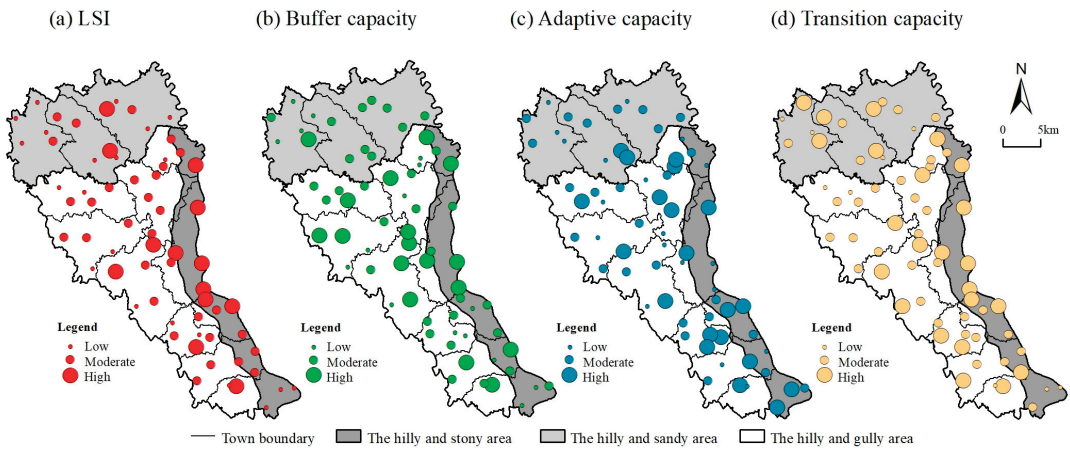 (a) LSI
(b) Buffer capacity
(c) Adaptive capacity
(d) Transition capacity
N
0 5km
Legend
Low
Moderate
High
Legend
Low
Moderate
High
Legend
Low
Moderate
High
Legend
Low
Moderate
High
Town boundary The hilly and stony area The hilly and sandy area The hilly and gully area